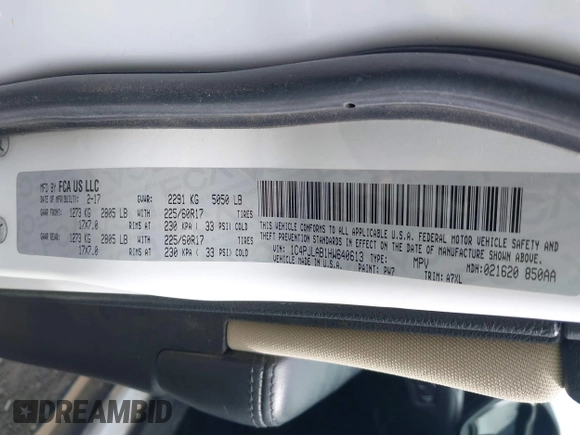 MFD BY FCA US LLC
DATE OF MFR/BUILT: 2-17 GVWR: 2291 KG 5050 LB
GAWR FRONT: 1273 KG 2805 LB WITH 225/60R17 TIRES
17X7.0 RIMS AT 230 KPA ( 33 PSI) COLD
GAWR REAR: 1273 KG 2805 LB WITH 225/60R17 TIRES
17X7.0 RIMS AT 230 KPA ( 33 PSI) COLD
THIS VEHICLE CONFORMS TO ALL APPLICABLE U.S.A. FEDERAL MOTOR VEHICLE SAFETY AND
THEFT PREVENTION STANDARDS IN EFFECT ON THE DATE OF MANUFACTURE SHOWN ABOVE.
VIN: 1C4PJLAB1HW640613 TYPE: MPV MDH: 021620 850AA
PAINT: PW7 TRIM: A7XL
DREAMBID